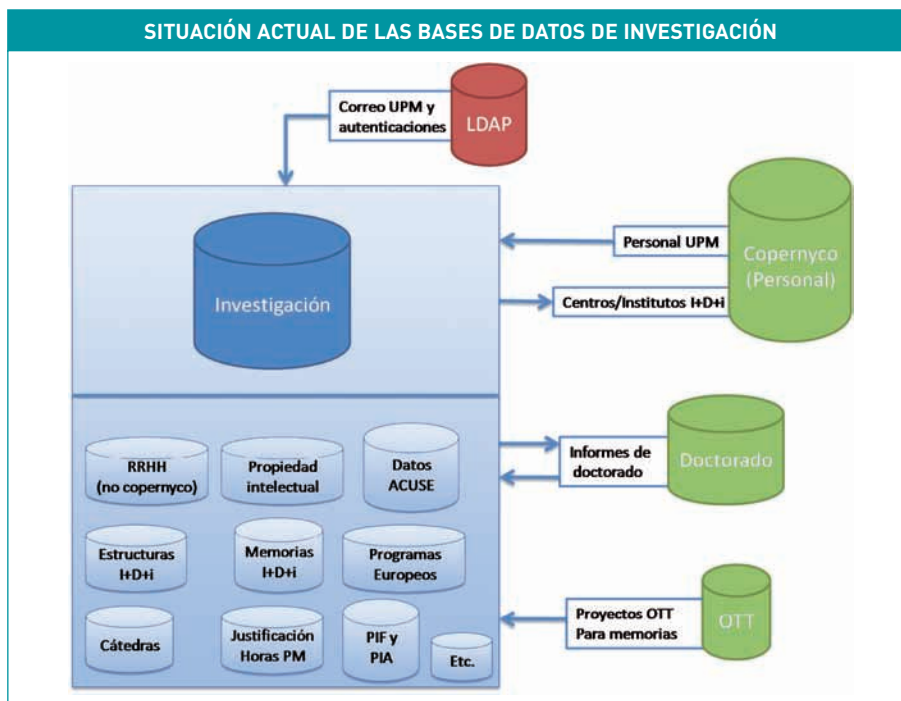 SITUACIÓN ACTUAL DE LAS BASES DE DATOS DE INVESTIGACIÓN
Correo UPM y
autenticaciones
LDAP
Investigación
Personal UPM
Centros/Institutos I+D+i
Copernyco
(Personal)
RRHH
(no copernyco)
Propiedad
intelectual
Datos
ACUSE
Informes de
doctorado
Doctorado
Estructuras
I+D+i
Memorias
I+D+i
Programas
Europeos
Cátedras
Justificación
Horas PM
PIF y
PIA
Etc.
Proyectos OTT
Para memorias
OTT